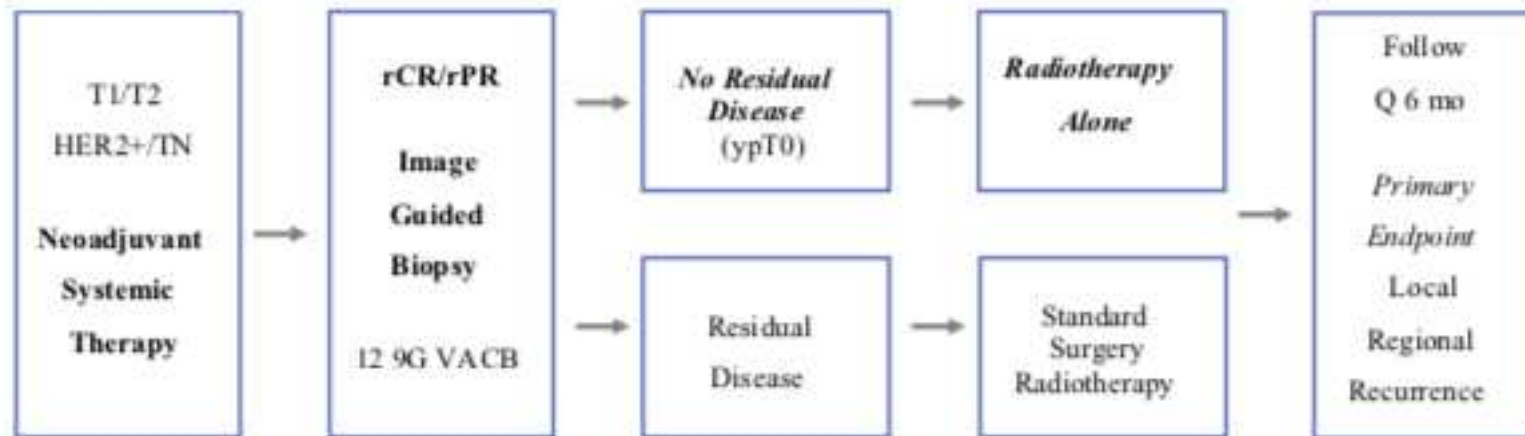 T1/T2
HER2+/TN
Neoadjuvant
Systemic
Therapy
rCR/rPR
Image
Guided
Biopsy
12 9G VACB
No Residual
Disease
(ypT0)
Radiotherapy
Alone
Residual
Disease
Standard
Surgery
Radiotherapy
Follow
Q 6 mo
Primary
Endpoint
Local
Regional
Recurrence